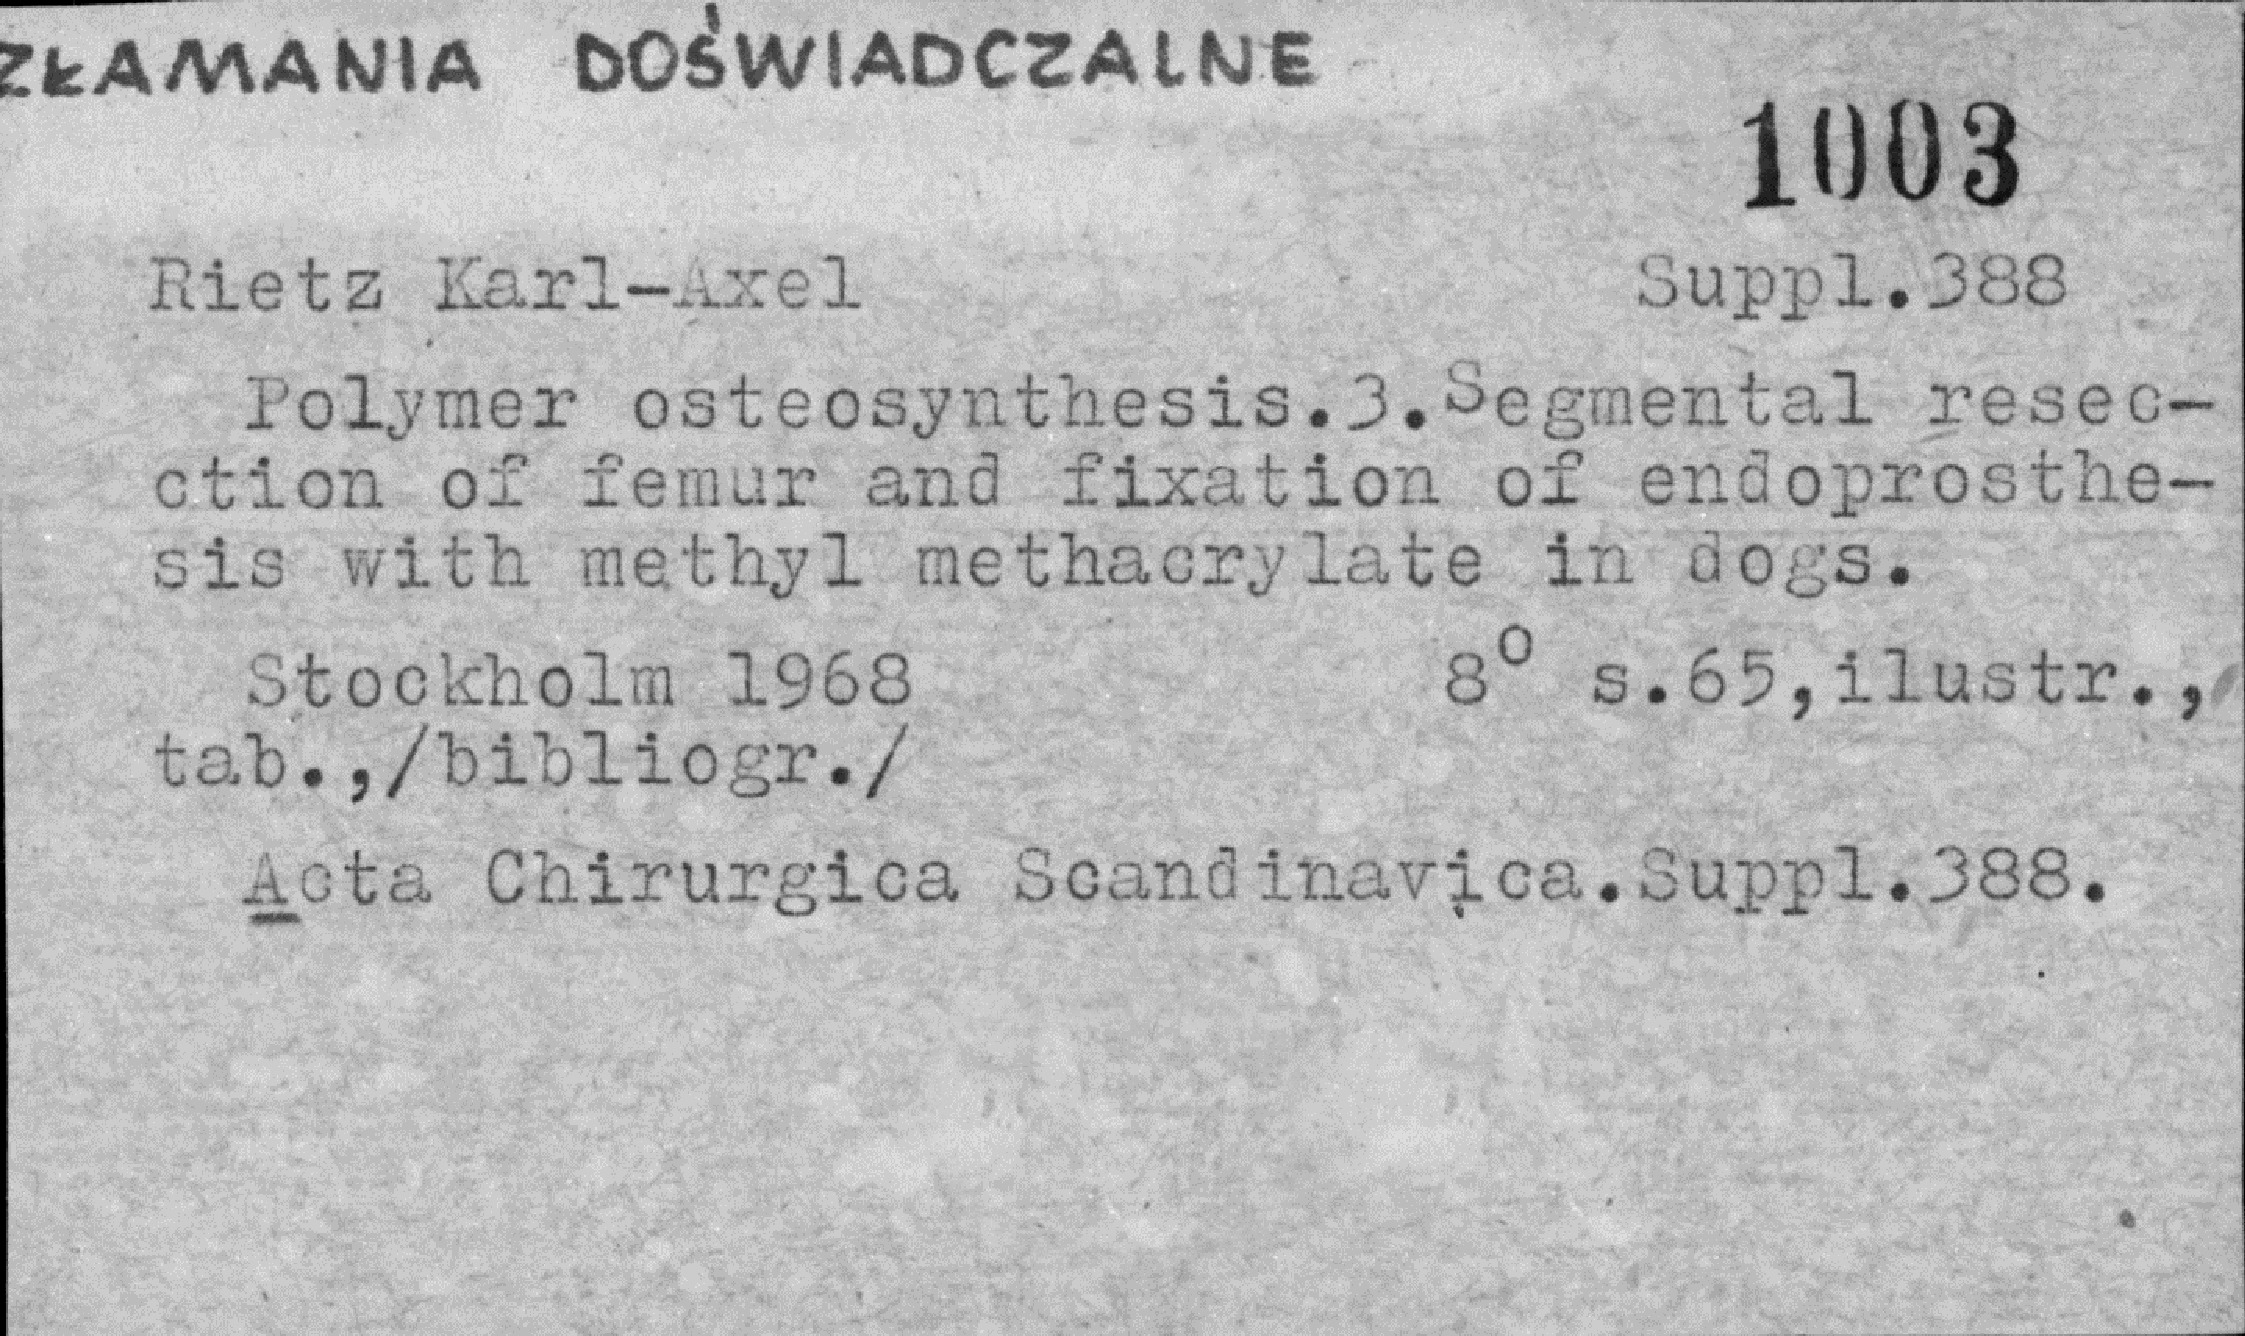 ZŁAMANIA DOŚWIADCZALNE
1003
Rietz Karl-Axel Suppl.388
Polymer osteosynthesis.3.Segmental resec-
ction of femur and fixation of endoprosthe-
sis with methyl methacrylate in dogs.
Stockholm 1968 8° s.65,ilustr.,
tab.,/bibliogr./
Acta Chirurgica Scandinavica.Suppl.388.